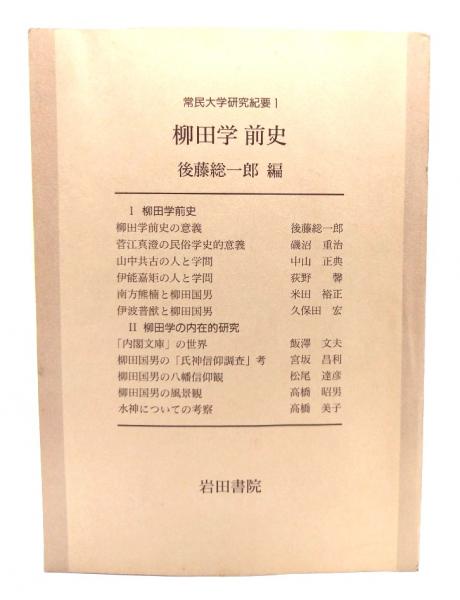 常民大学研究紀要1
柳田学 前史
後藤総一郎 編
I 柳田学前史
柳田学前史の意義 後藤総一郎
菅江真澄の民俗学史的意義 磯沼 重治
山中共古の人と学問 中山 正典
伊能嘉矩の人と学問 荻野 馨
南方熊楠と柳田国男 米田 裕正
伊波普猷と柳田国男 久保田 宏
II 柳田学の内在的研究
「内閣文庫」の世界 飯澤 文夫
柳田国男の「氏神信仰調査」考 宮坂 昌利
柳田国男の八幡信仰観 松尾 達彦
柳田国男の風景観 高橋 昭男
水神についての考察 高橋 美子
岩田書院